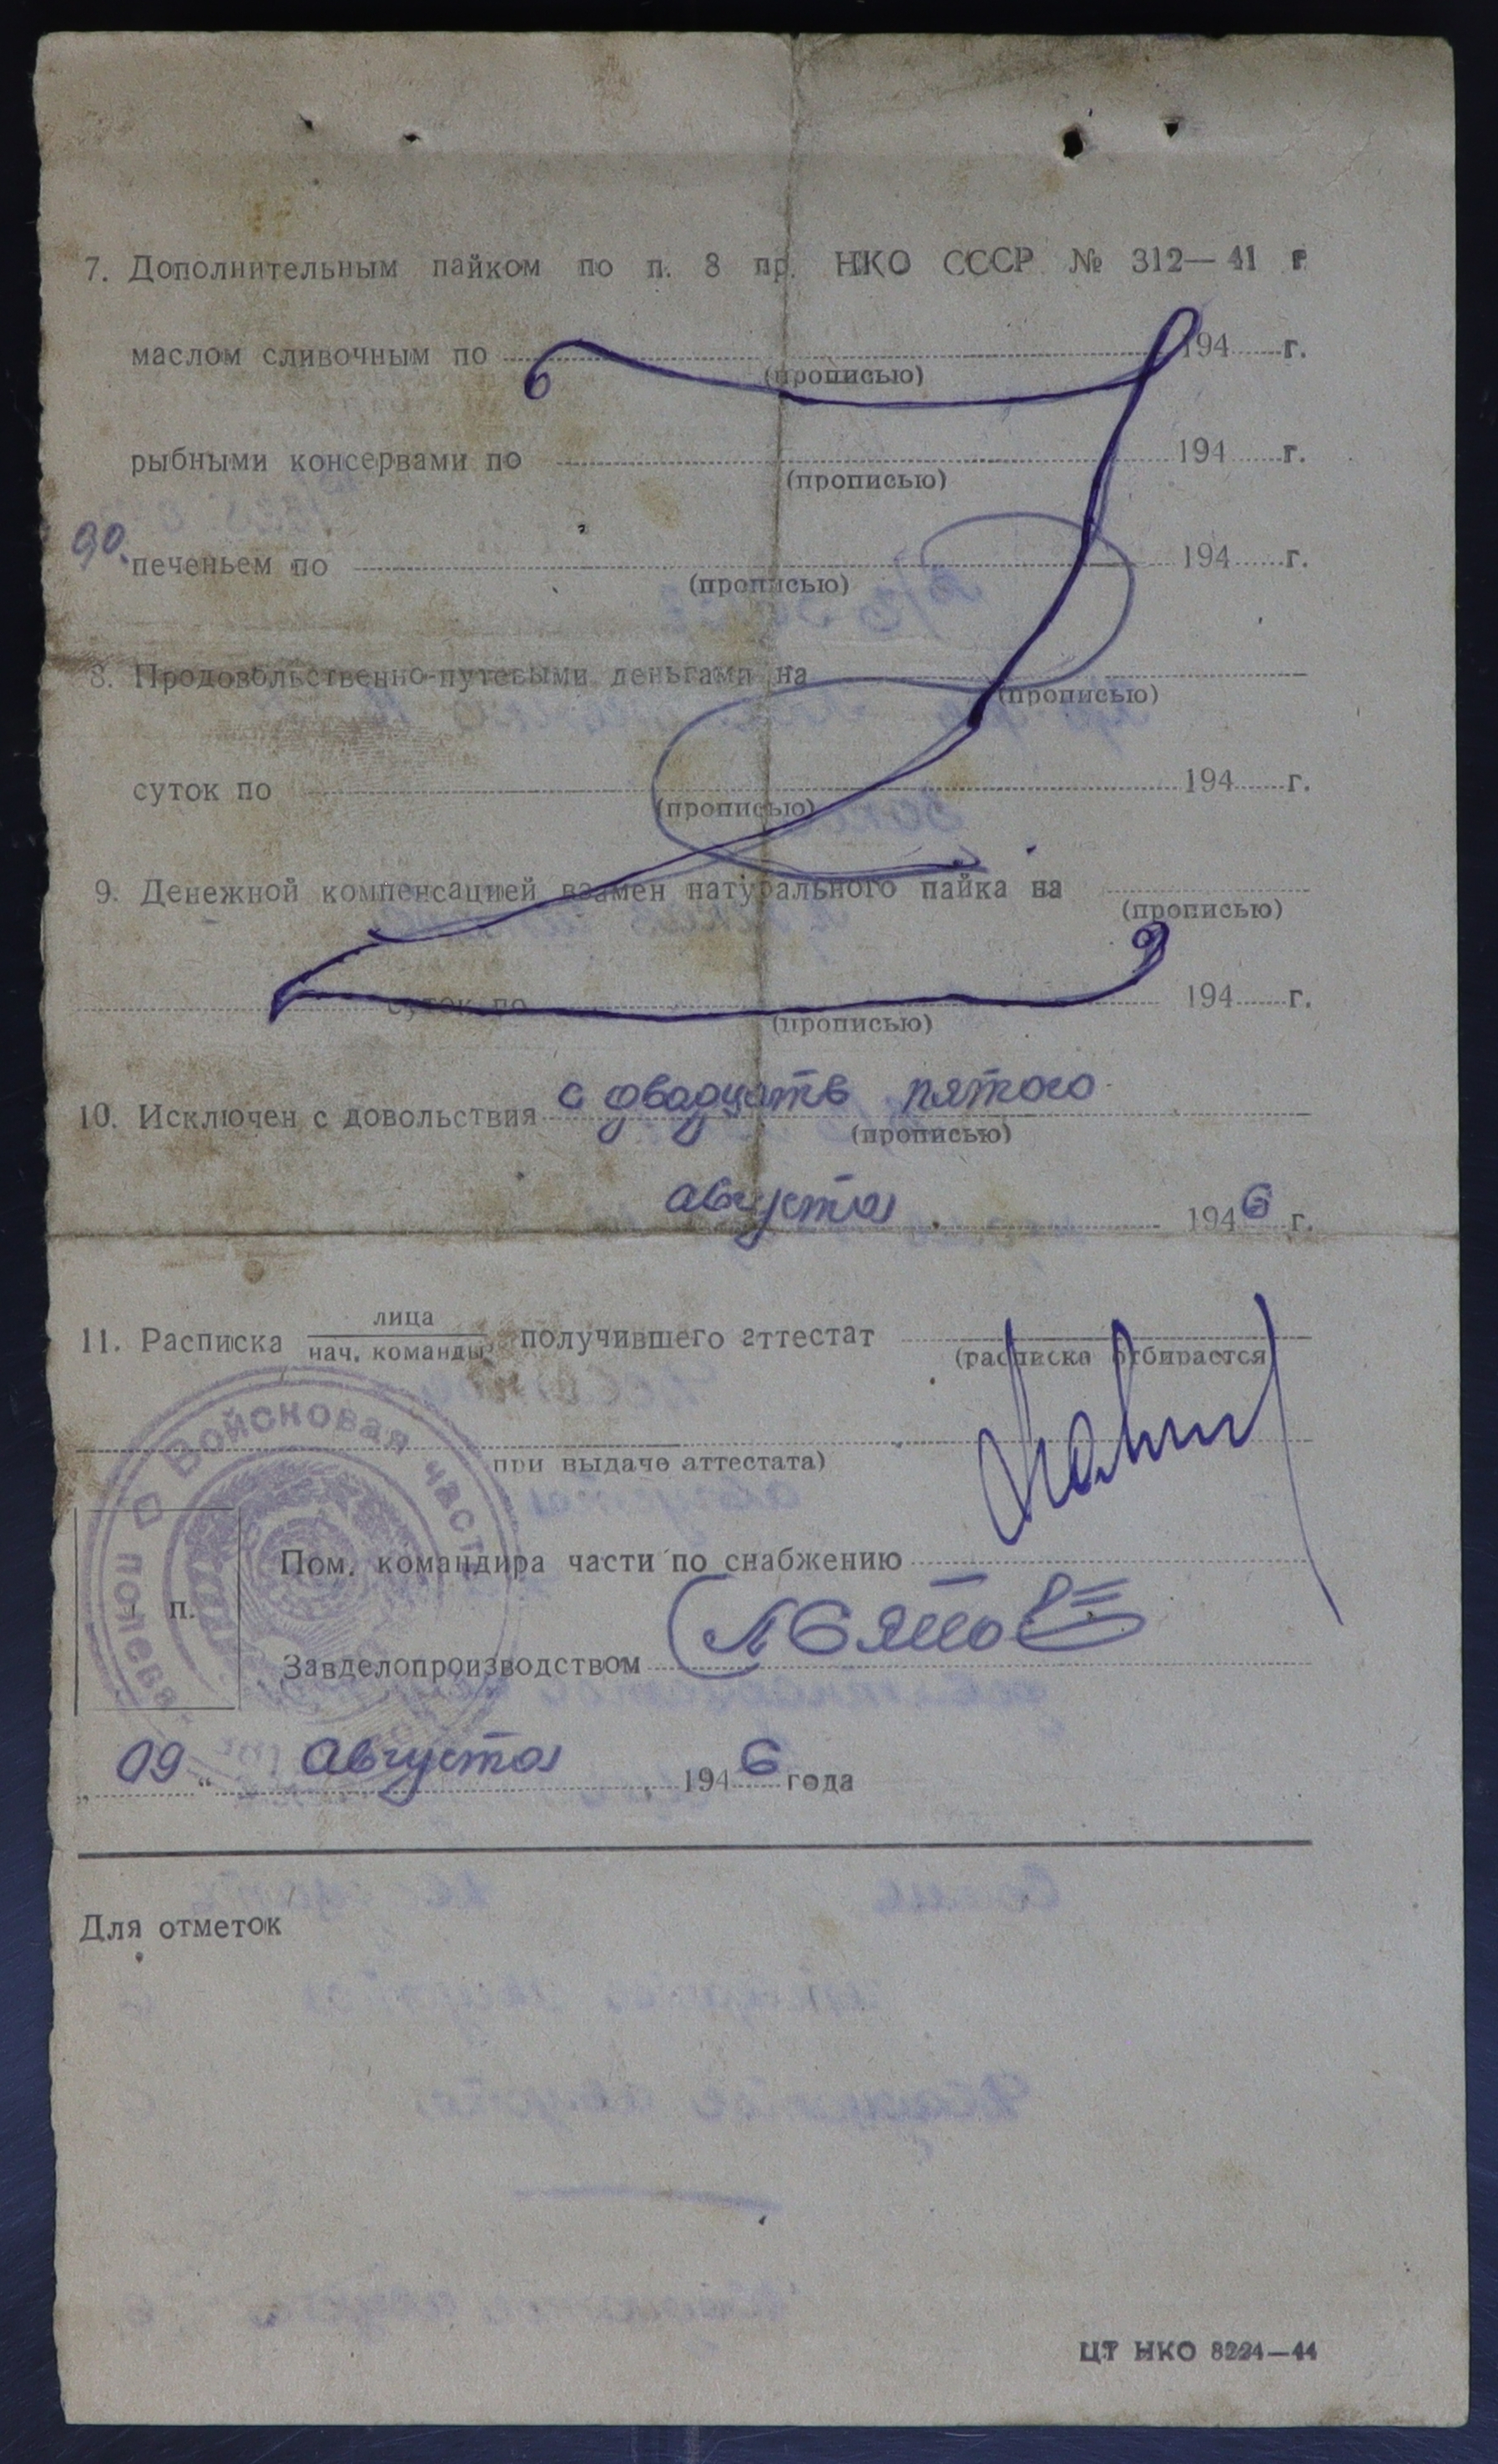 7. Дополнительным пайком по п. 8 пр. НКО СССР № 312—41 г
маслом сливочным по 194 г.
(прописью)
рыбными консервами по 194 г.
(прописью)
90.
печеньем по 194 г.
(прописью)
8. Продовольственно-путевыми деньгами на
(прописью)
суток по 194 г.
(прописью)
9. Денежной компенсацией взамен натурального пайка на
(прописью)
суток по 194 г.
(прописью)
10. Исключен с довольствия с двадцать пятого
(прописью)
августа 1946 г.
11. Расписка лица
нач. команды, получившего аттестат
(расписка отбирается
при выдаче аттестата)
Войсковая часть
полевая
Пом. командира части по снабжению
п.
Завделопроизводством
„09“ августа 1946 года
Для отметок
ЦТ НКО 8224—44